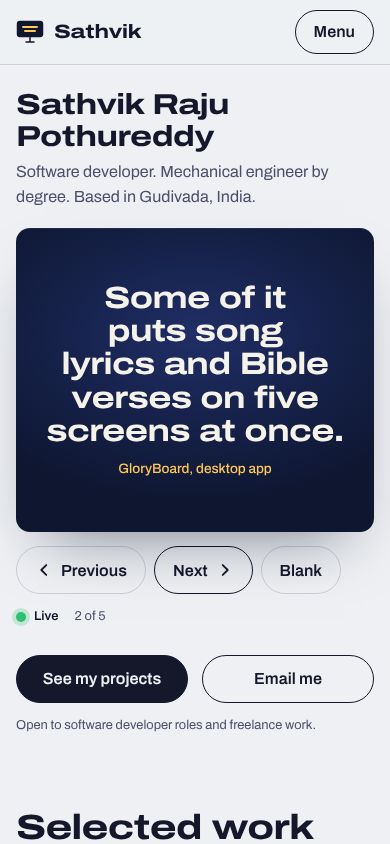 Sathvik
Menu
Sathvik Raju
Pothureddy
Software developer. Mechanical engineer by
degree. Based in Gudivada, India.
Some of it
puts song
lyrics and Bible
verses on five
screens at once.
GloryBoard, desktop app
Previous
Next
Blank
Live
2 of 5
See my projects
Email me
Open to software developer roles and freelance work.
Selected work